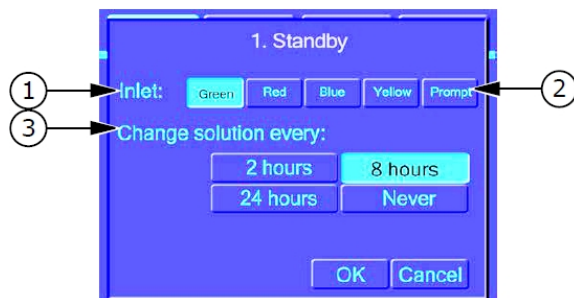 1. Standby
1 Inlet: Green Red Blue Yellow Prompt 2
3 Change solution every:
2 hours 8 hours
24 hours Never
OK Cancel